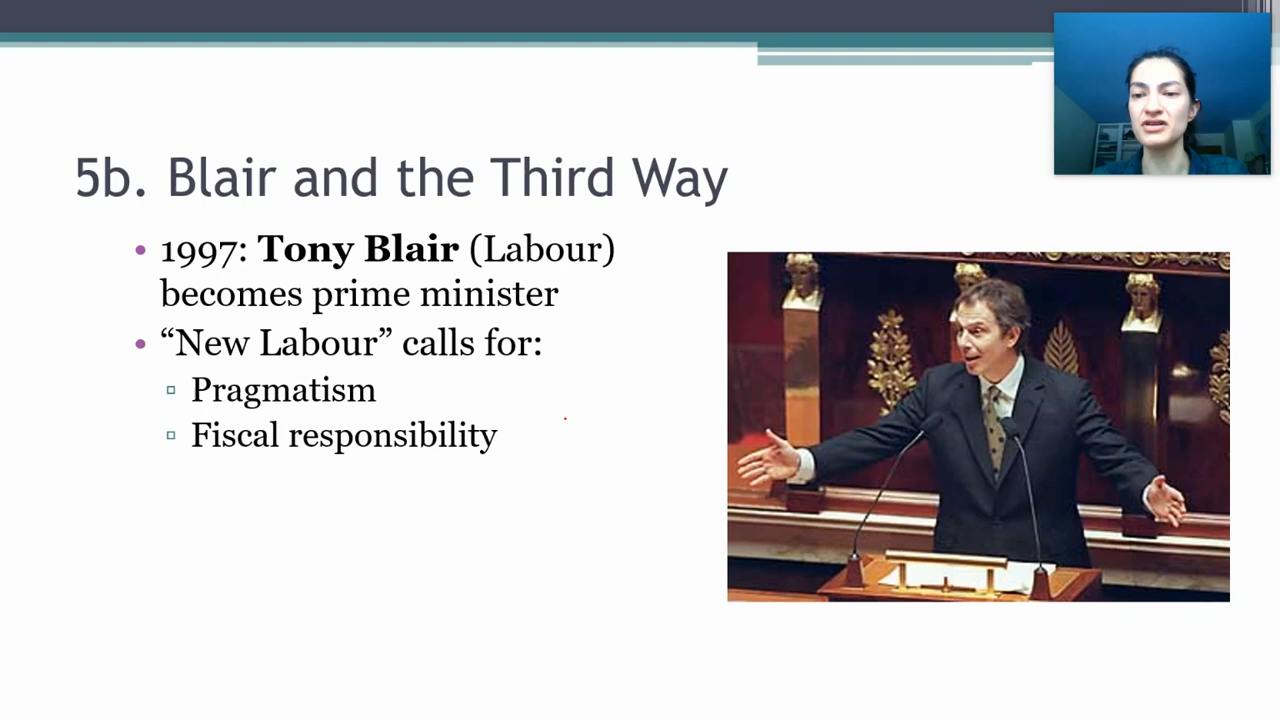 5b. Blair and the Third Way
• 1997: Tony Blair (Labour)
becomes prime minister
• “New Labour” calls for:
▫ Pragmatism
▫ Fiscal responsibility